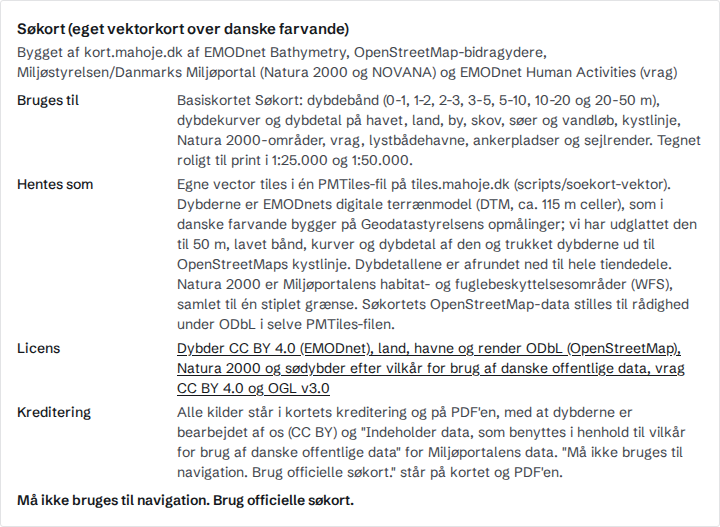 Søkort (eget vektorkort over danske farvande)
Bygget af kort.mahoje.dk af EMODnet Bathymetry, OpenStreetMap-bidragydere,
Miljøstyrelsen/Danmarks Miljøportal (Natura 2000 og NOVANA) og EMODnet Human Activities (vrag)
Bruges til
Basiskortet Søkort: dybdebånd (0-1, 1-2, 2-3, 3-5, 5-10, 10-20 og 20-50 m),
dybdekurver og dybdetal på havet, land, by, skov, søer og vandløb, kystlinje,
Natura 2000-områder, vrag, lystbådehavne, ankerpladser og sejlrender. Tegnet
roligt til print i 1:25.000 og 1:50.000.
Hentes som
Egne vector tiles i én PMTiles-fil på tiles.mahoje.dk (scripts/soekort-vektor).
Dybderne er EMODnets digitale terrænmodel (DTM, ca. 115 m celler), som i
danske farvande bygger på Geodatastyrelsens opmålinger; vi har udglattet den
til 50 m, lavet bånd, kurver og dybdetal af den og trukket dybderne ud til
OpenStreetMaps kystlinje. Dybdetallene er afrundet ned til hele tiendedele.
Natura 2000 er Miljøportalens habitat- og fuglebeskyttelsesområder (WFS),
samlet til én stiplet grænse. Søkortets OpenStreetMap-data stilles til rådighed
under ODbL i selve PMTiles-filen.
Licens
Dybder CC BY 4.0 (EMODnet), land, havne og render ODbL (OpenStreetMap),
Natura 2000 og sødybder efter vilkår for brug af danske offentlige data, vrag
CC BY 4.0 og OGL v3.0
Kreditering
Alle kilder står i kortets kreditering og på PDF'en, med at dybderne er
bearbejdet af os (CC BY) og "Indeholder data, som benyttes i henhold til vilkår
for brug af danske offentlige data" for Miljøportalens data. "Må ikke bruges til
navigation. Brug officielle søkort." står på kortet og PDF'en.
Må ikke bruges til navigation. Brug officielle søkort.